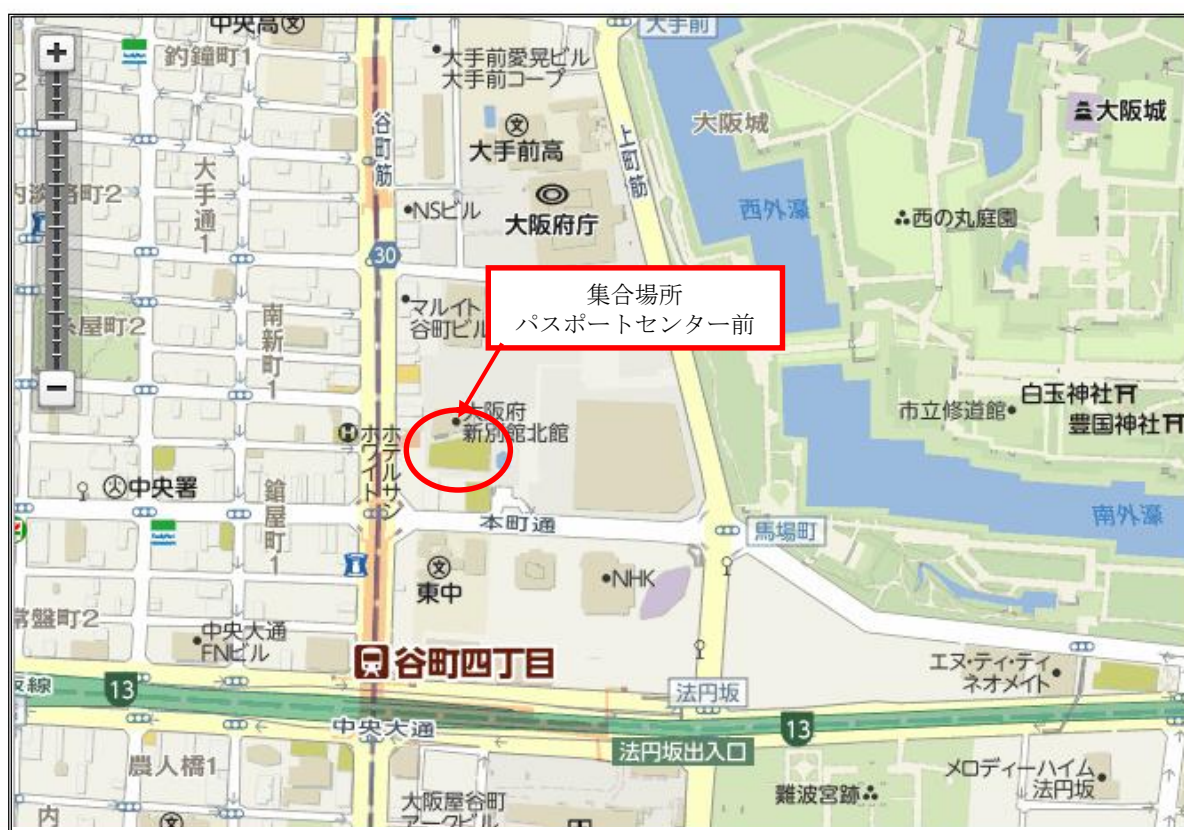 中央高
大手前
釣鐘町1
大手前愛晃ビル
大手前コープ
谷町筋
大手前高
上町筋
大阪城
大阪城
大手通1
NSビル
大阪府庁
西外濠
西の丸庭園
30
集合場所
パスポートセンター前
マルイト
谷町ビル
糸屋町2
南新町1
大阪府
新別館北館
ホテルサン
ホワイト
市立修道館
白玉神社
豊国神社
中央署
鎗屋町1
本町通
馬場町
南外濠
東中
NHK
常盤町2
中央大通
FNビル
谷町四丁目
エヌ・ティ・ティ
ネオメイト
13
法円坂
中央大通
13
法円坂出入口
農人橋1
メロディーハイム
法円坂
難波宮跡
大阪屋谷町
アークビル
内